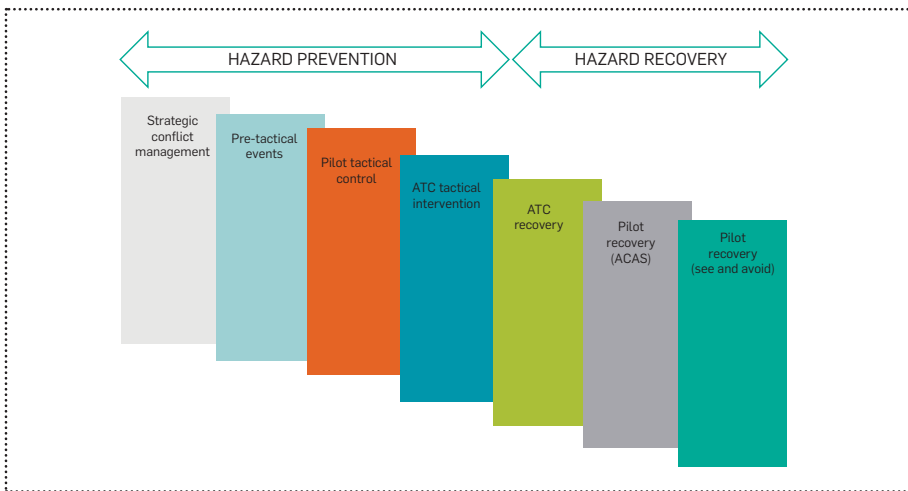 HAZARD PREVENTION
HAZARD RECOVERY
Strategic
conflict
management
Pre-tactical
events
Pilot tactical
control
ATC tactical
intervention
ATC
recovery
Pilot
recovery
(ACAS)
Pilot
recovery
(see and avoid)